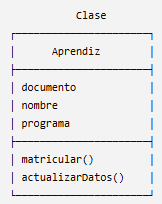 Clase
Aprendiz
documento
nombre
programa
matricular()
actualizarDatos()